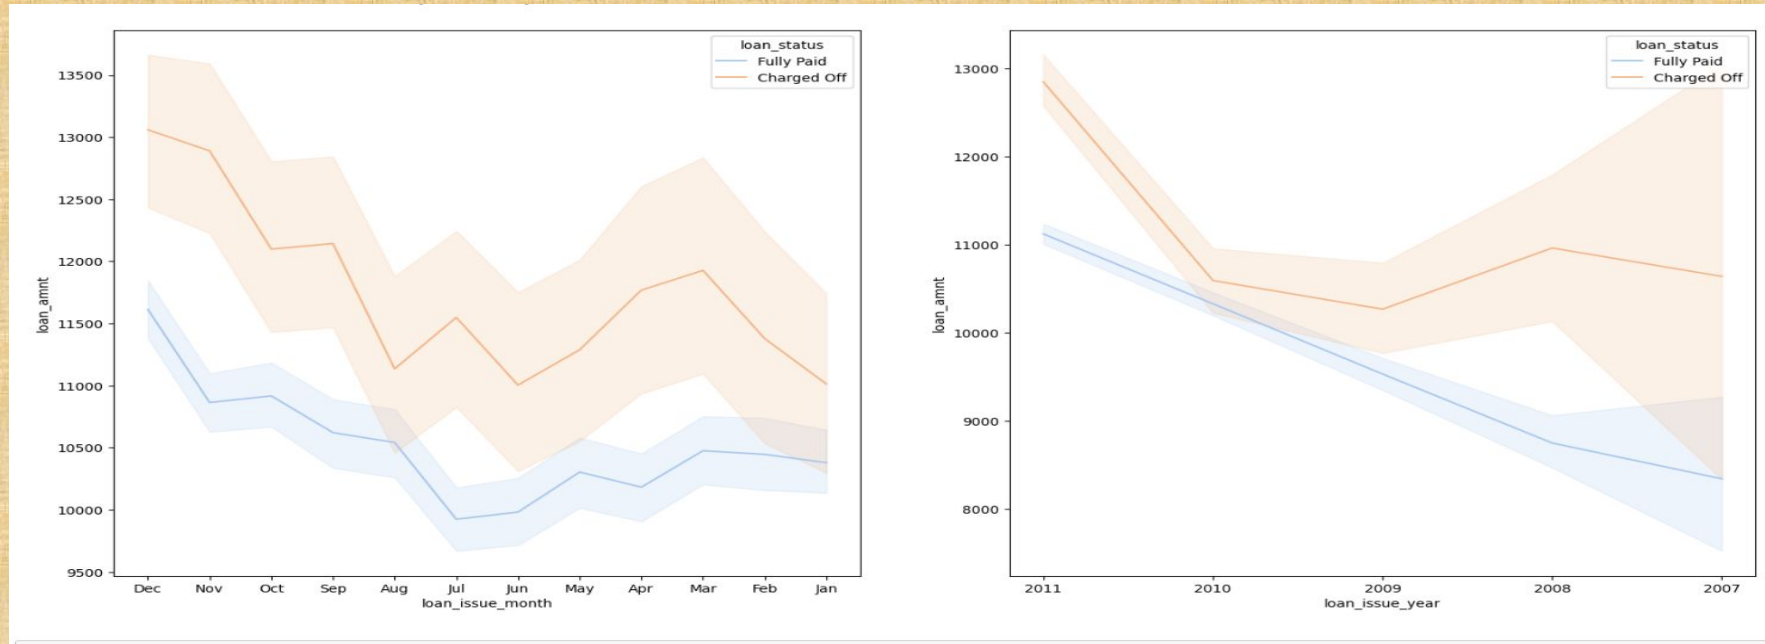 loan_status
Fully Paid
Charged Off
13500
13000
12500
12000
11500
11000
10500
10000
9500
loan_amnt
Dec Nov Oct Sep Aug Jul Jun May Apr Mar Feb Jan
loan_issue_month
loan_status
Fully Paid
Charged Off
13000
12000
11000
10000
9000
8000
loan_amnt
2011 2010 2009 2008 2007
loan_issue_year